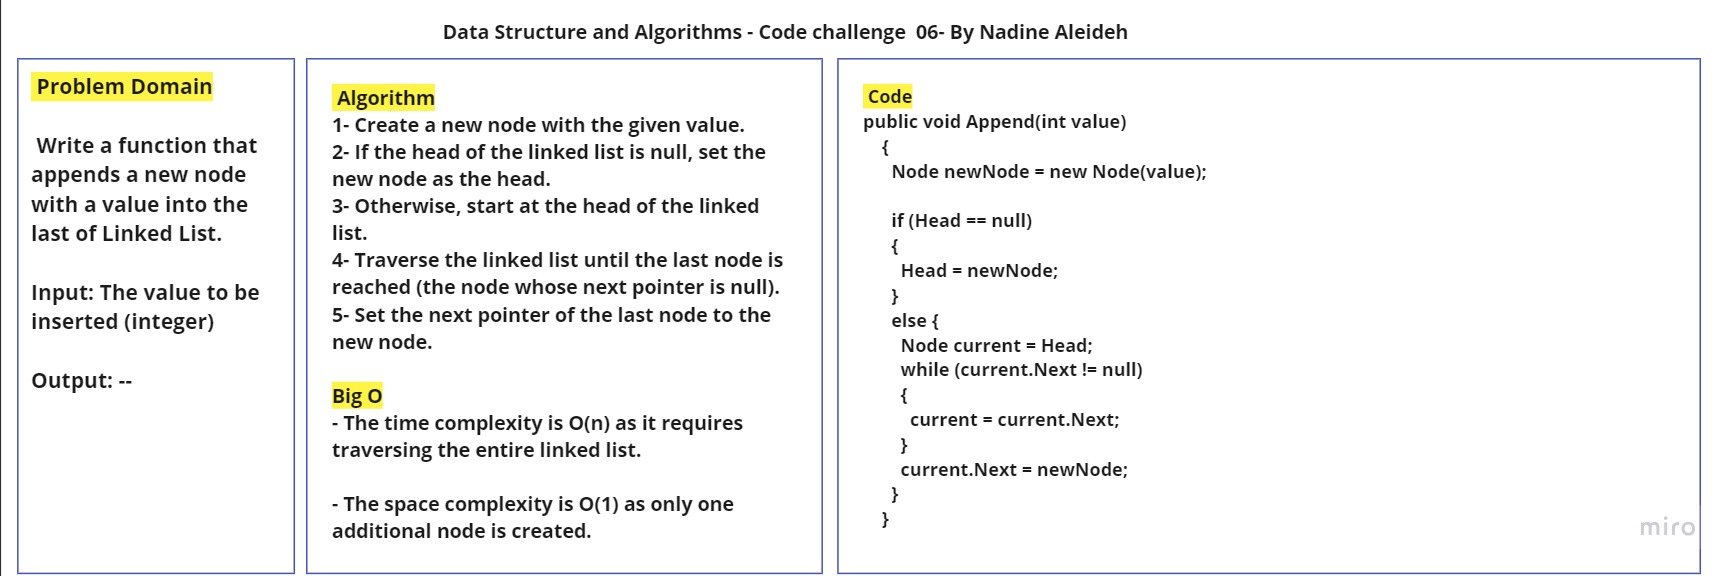 Data Structure and Algorithms - Code challenge  06- By Nadine Aleideh
Problem Domain
Write a function that
appends a new node
with a value into the
last of Linked List.
Input: The value to be
inserted (integer)
Output: --
Algorithm
1- Create a new node with the given value.
2- If the head of the linked list is null, set the
new node as the head.
3- Otherwise, start at the head of the linked
list.
4- Traverse the linked list until the last node is
reached (the node whose next pointer is null).
5- Set the next pointer of the last node to the
new node.
Big O
- The time complexity is O(n) as it requires
traversing the entire linked list.
- The space complexity is O(1) as only one
additional node is created.
Code
public void Append(int value)
{
Node newNode = new Node(value);
if (Head == null)
{
Head = newNode;
}
else {
Node current = Head;
while (current.Next != null)
{
current = current.Next;
}
current.Next = newNode;
}
}
miro